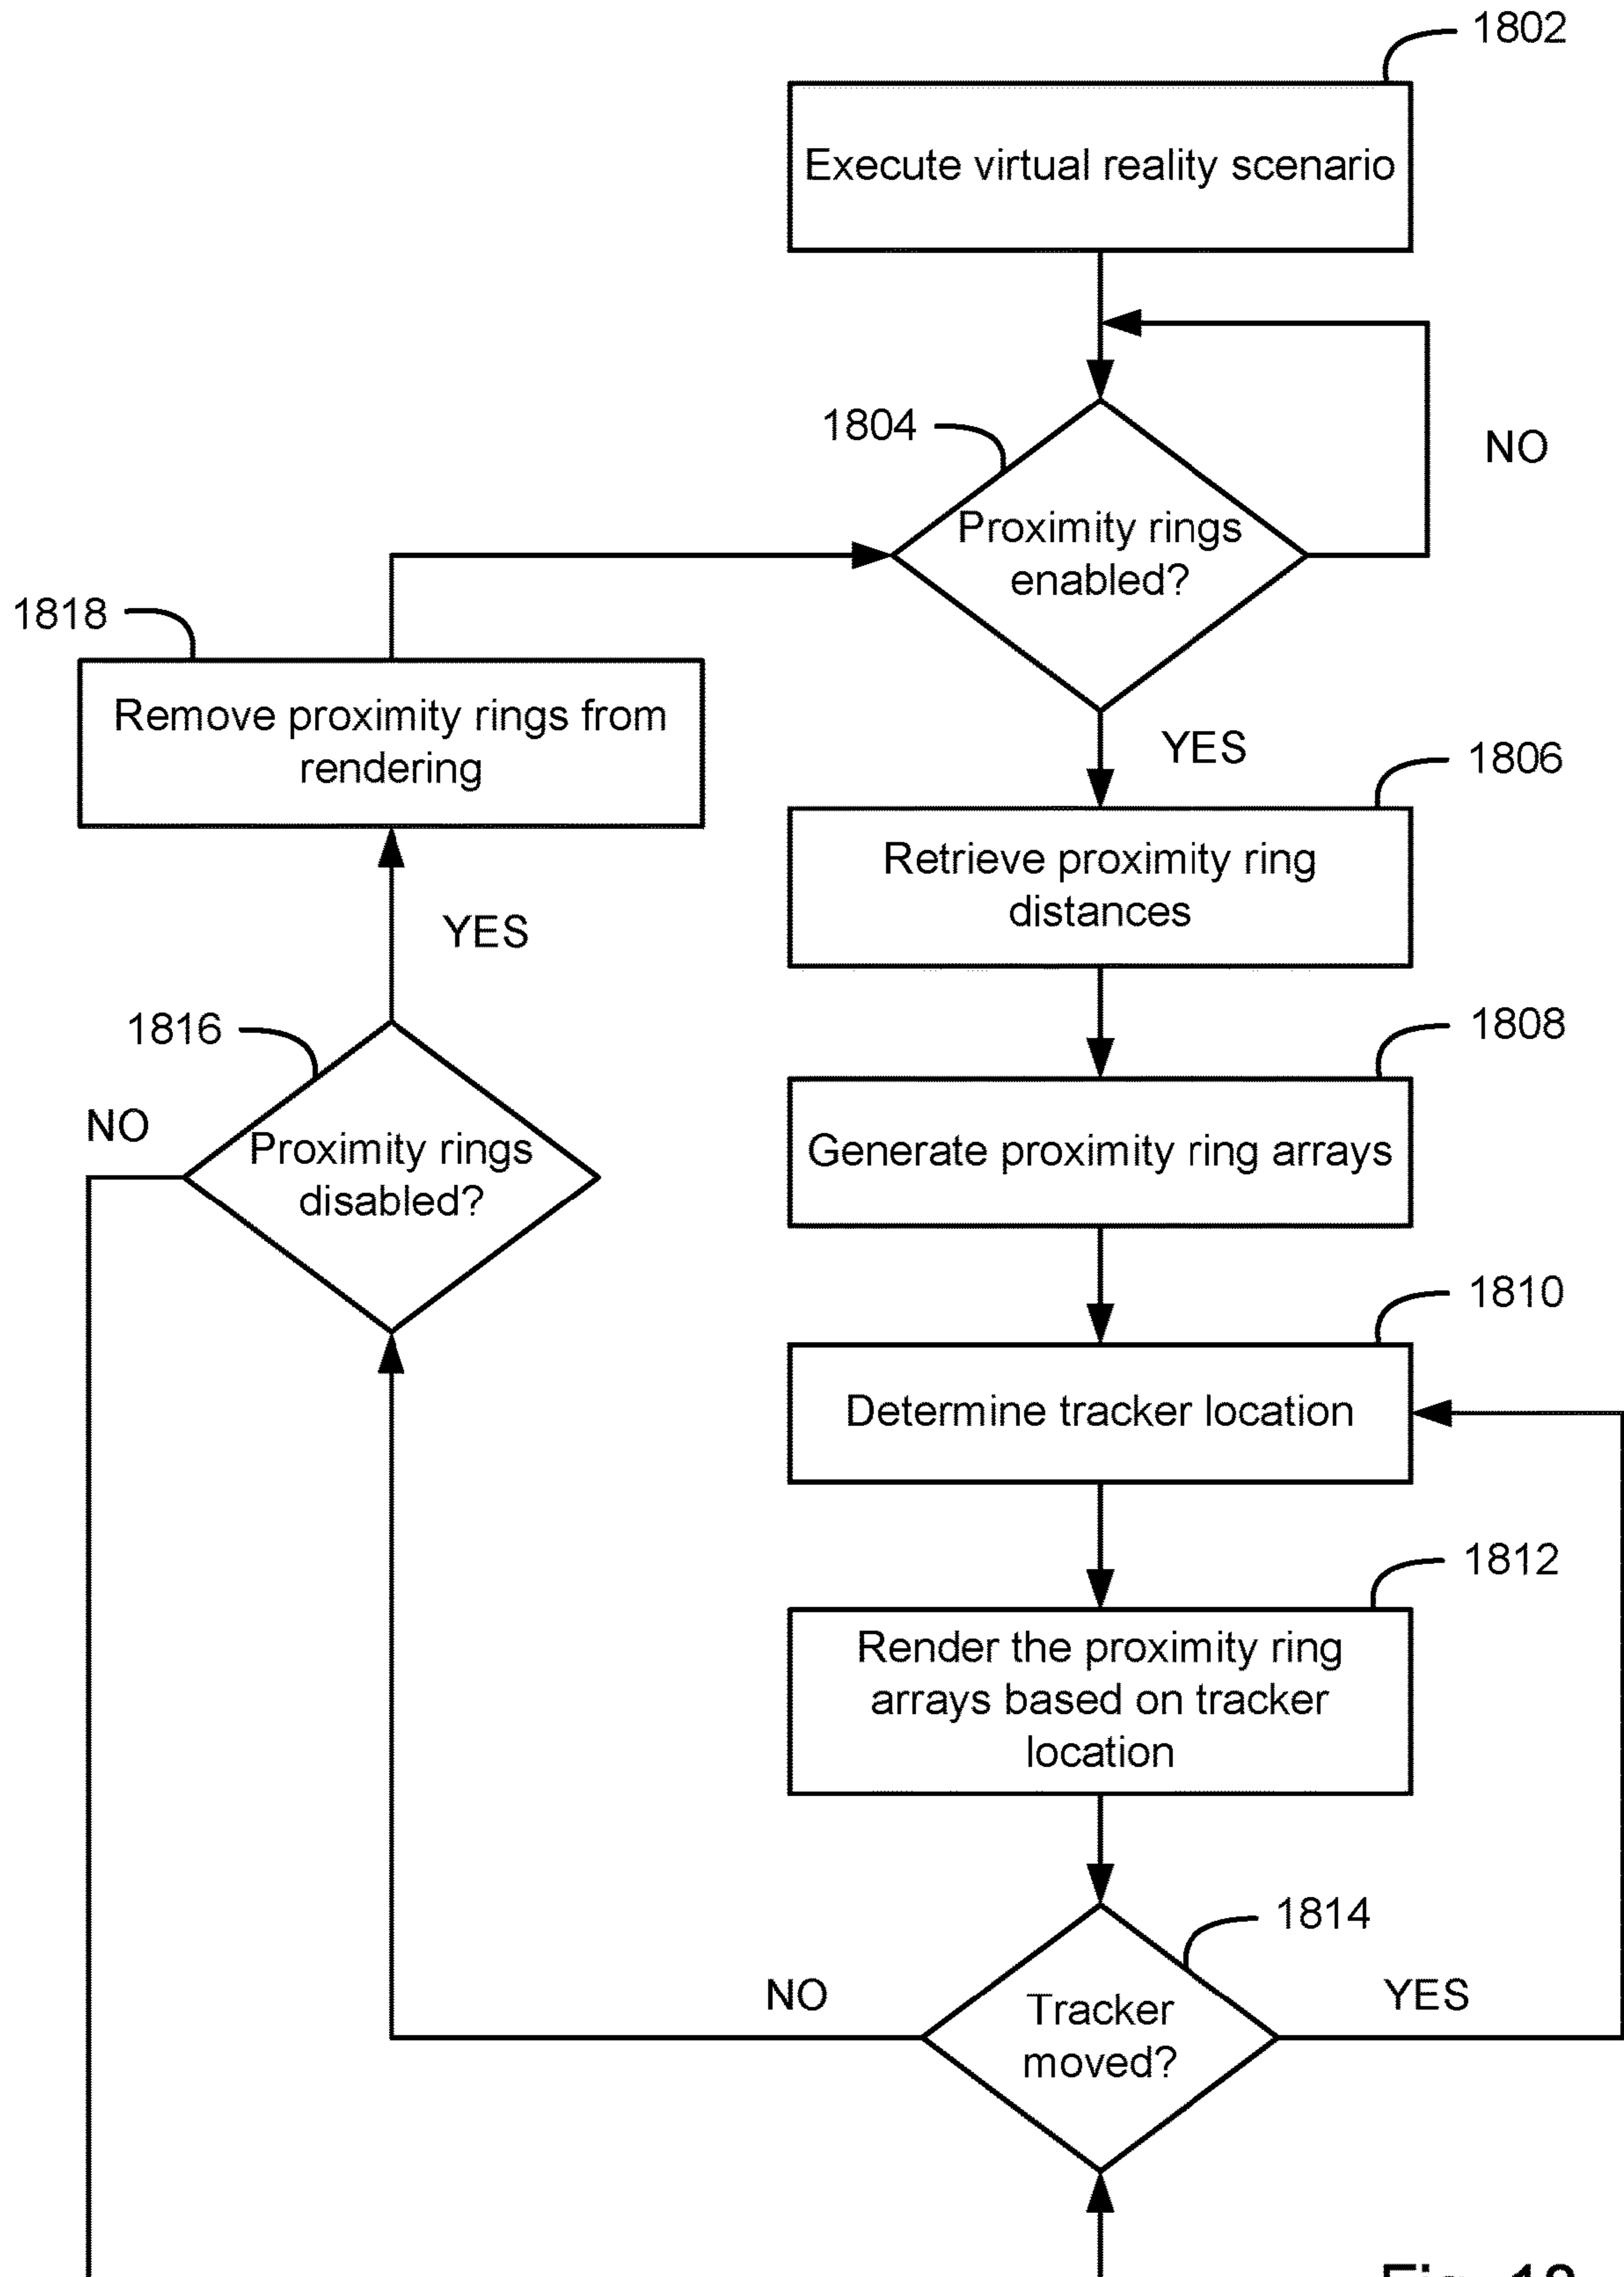 1802
Execute virtual reality scenario
1804
NO
Proximity rings
enabled?
1818
Remove proximity rings from
rendering
YES
1806
Retrieve proximity ring
distances
YES
1816
1808
NO
Proximity rings
disabled?
Generate proximity ring arrays
1810
Determine tracker location
1812
Render the proximity ring
arrays based on tracker
location
1814
NO
YES
Tracker
moved?